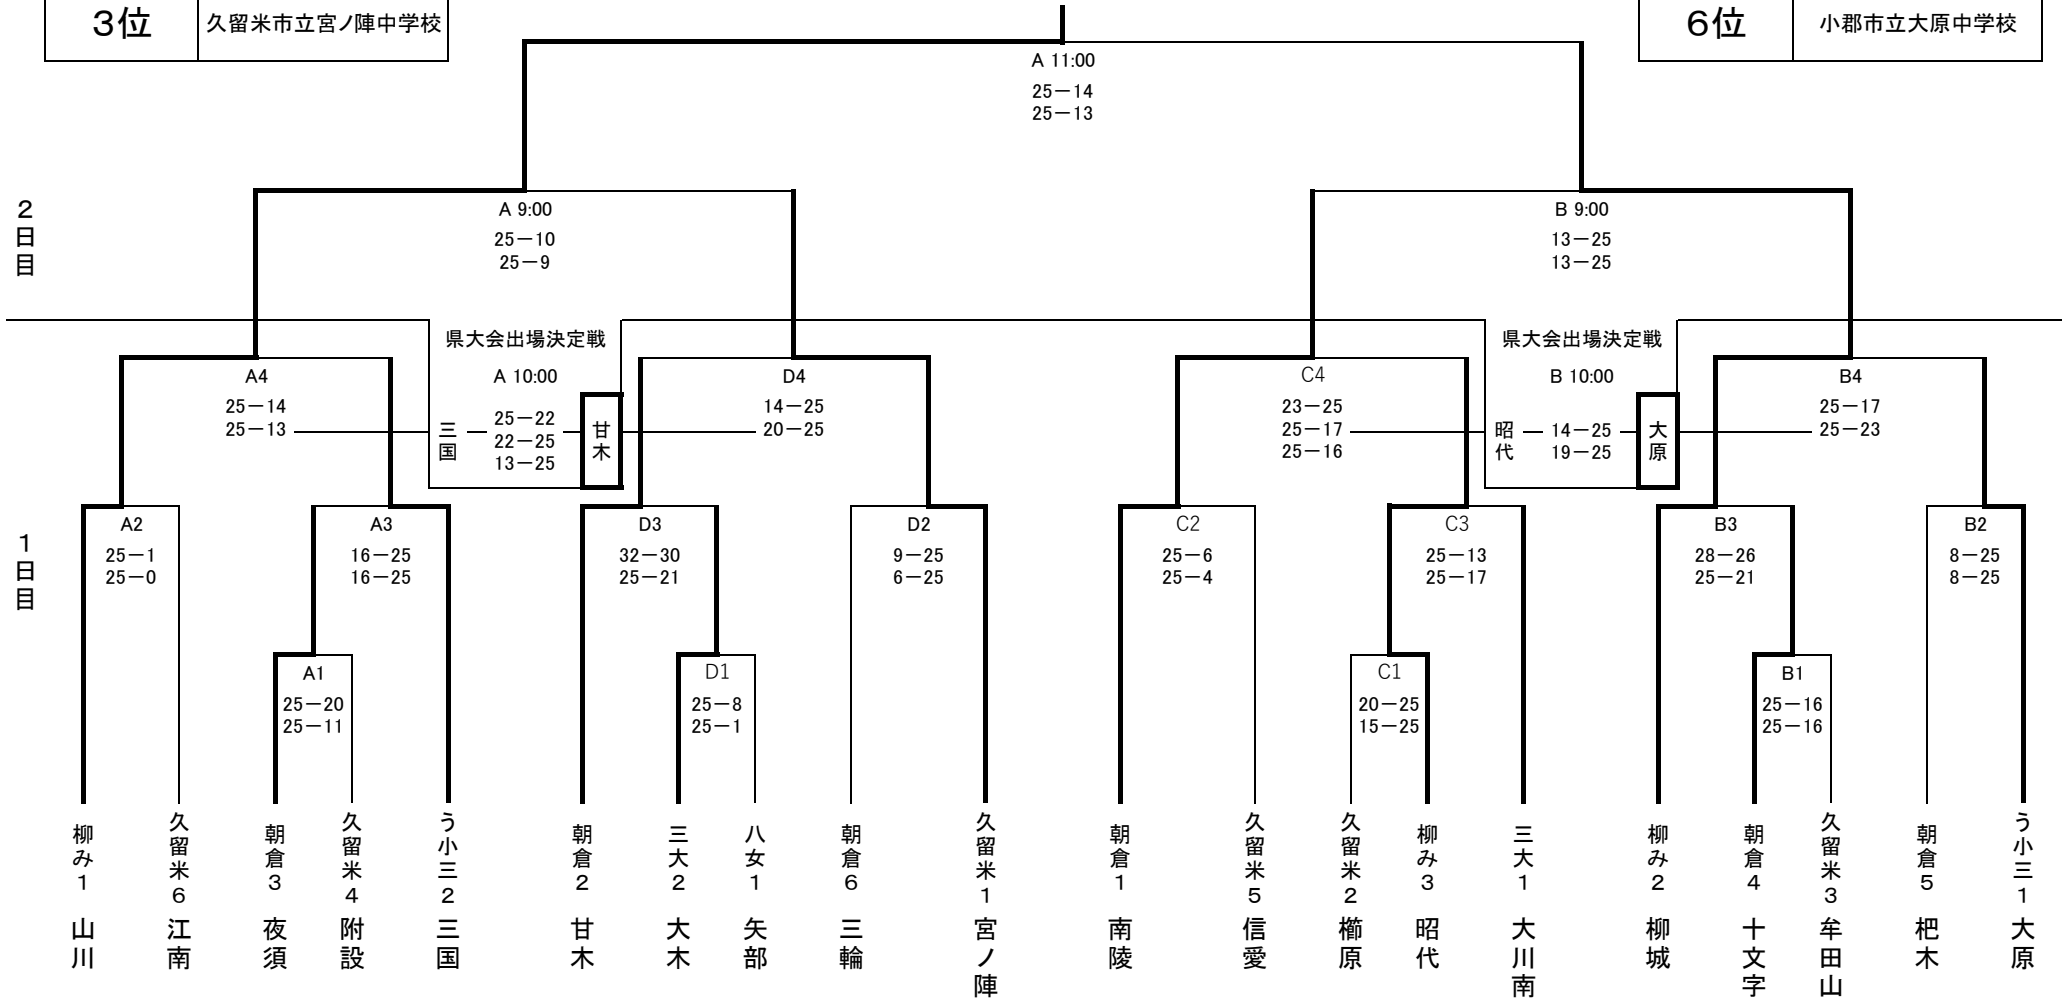 3位
久留米市立宮ノ陣中学校
6位
小郡市立大原中学校
A 11:00
25－14
25－13
2日目
A 9:00
25－10
25－9
B 9:00
13－25
13－25
県大会出場決定戦
A 10:00
三国
25－22
22－25
13－25
甘木
県大会出場決定戦
B 10:00
昭代
14－25
19－25
大原
A4
25－14
25－13
D4
14－25
20－25
C4
23－25
25－17
25－16
B4
25－17
25－23
1日目
A2
25－1
25－0
A3
16－25
16－25
D3
32－30
25－21
D2
9－25
6－25
C2
25－6
25－4
C3
25－13
25－17
B3
28－26
25－21
B2
8－25
8－25
A1
25－20
25－11
D1
25－8
25－1
C1
20－25
15－25
B1
25－16
25－16
柳み1 山川
久留米6 江南
朝倉3 夜須
久留米4 附設
う小三2 三国
朝倉2 甘木
三大2 大木
八女1 矢部
朝倉6 三輪
久留米1 宮ノ陣
朝倉1 南陵
久留米5 信愛
久留米2 櫛原
柳み3 昭代
三大1 大川南
柳み2 柳城
朝倉4 十文字
久留米3 牟田山
朝倉5 杷木
う小三1 大原